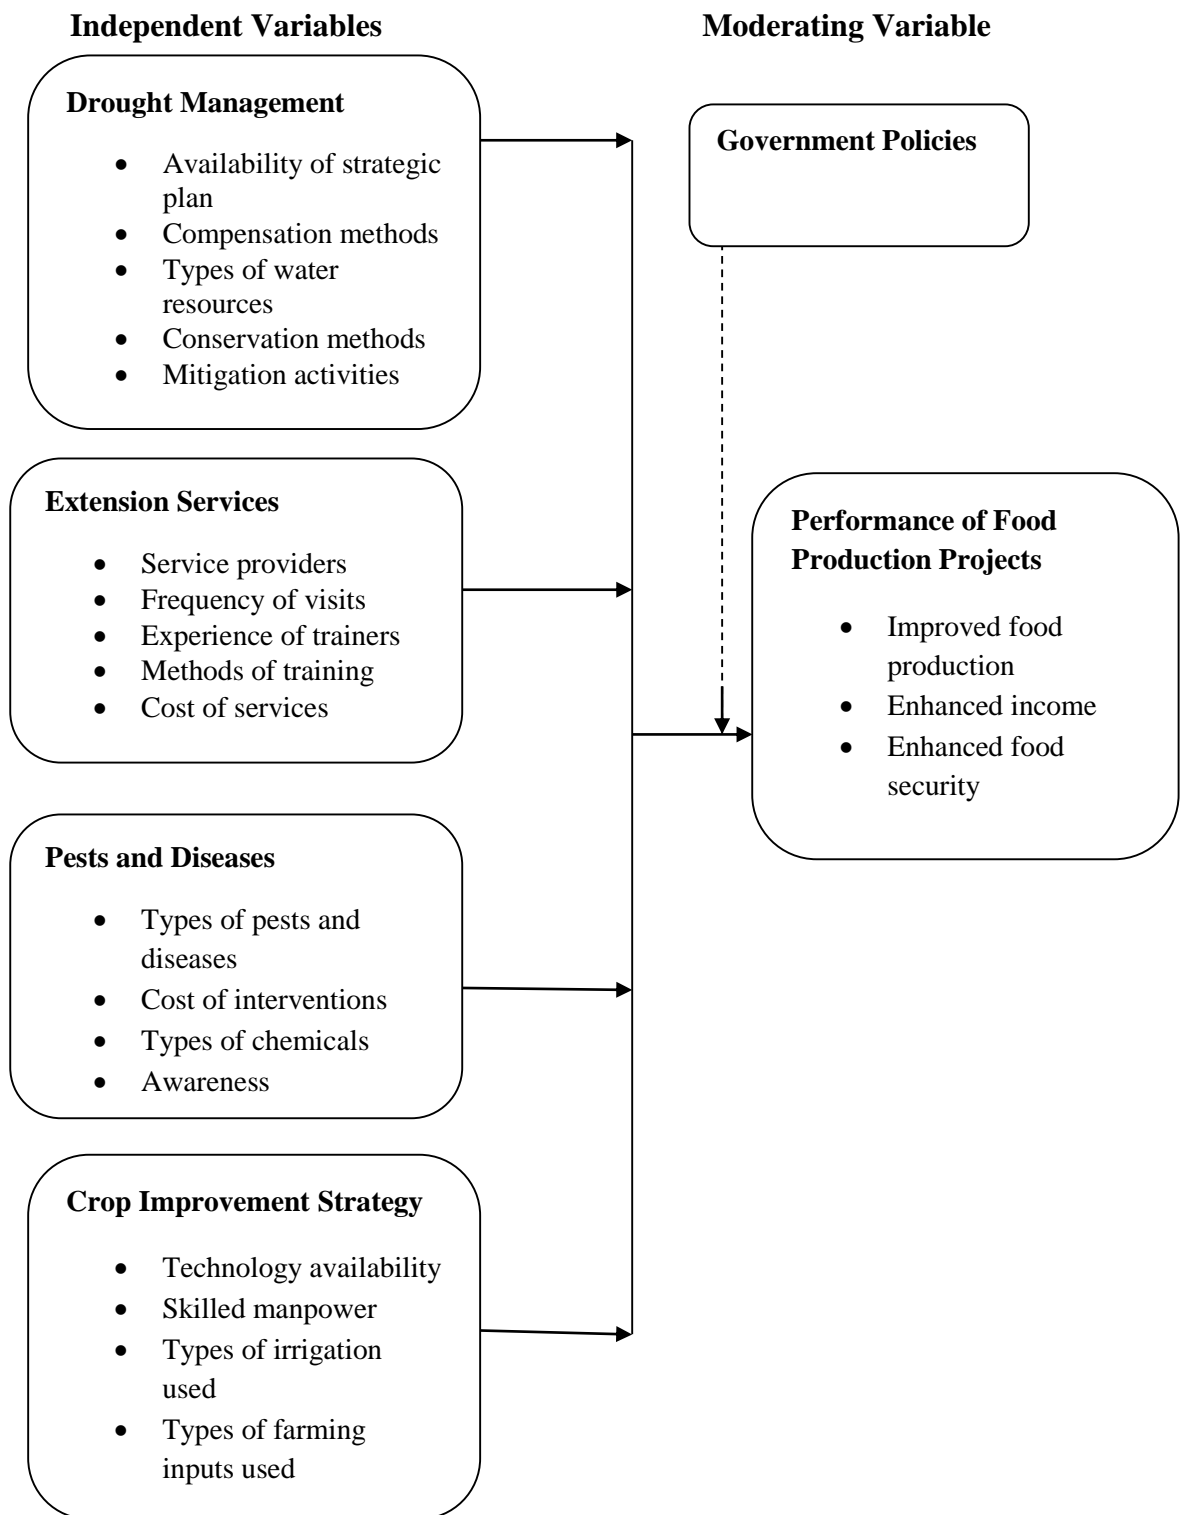 Independent Variables
Moderating Variable
Drought Management
• Availability of strategic
plan
• Compensation methods
• Types of water
resources
• Conservation methods
• Mitigation activities
Government Policies
Extension Services
• Service providers
• Frequency of visits
• Experience of trainers
• Methods of training
• Cost of services
Performance of Food
Production Projects
• Improved food
production
• Enhanced income
• Enhanced food
security
Pests and Diseases
• Types of pests and
diseases
• Cost of interventions
• Types of chemicals
• Awareness
Crop Improvement Strategy
• Technology availability
• Skilled manpower
• Types of irrigation
used
• Types of farming
inputs used